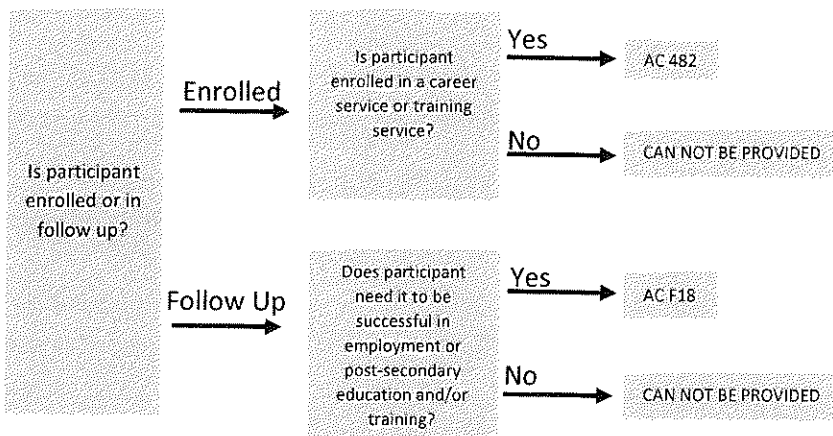 Is participant
enrolled or in
follow up?
Enrolled
Is participant
enrolled in a career
service or training
service?
Yes
AC 482
No
CAN NOT BE PROVIDED
Follow Up
Does participant
need it to be
successful in
employment or
post-secondary
education and/or
training?
Yes
AC F18
No
CAN NOT BE PROVIDED